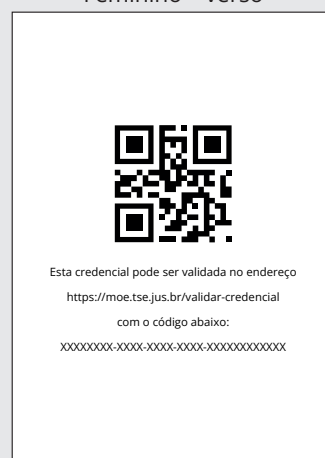 Feminino - Verso
Esta credencial pode ser validada no endereço
https://moe.tse.jus.br/validar-credencial
com o código abaixo:
XXXXXXXX-XXXX-XXXX-XXXX-XXXXXXXXXXXX